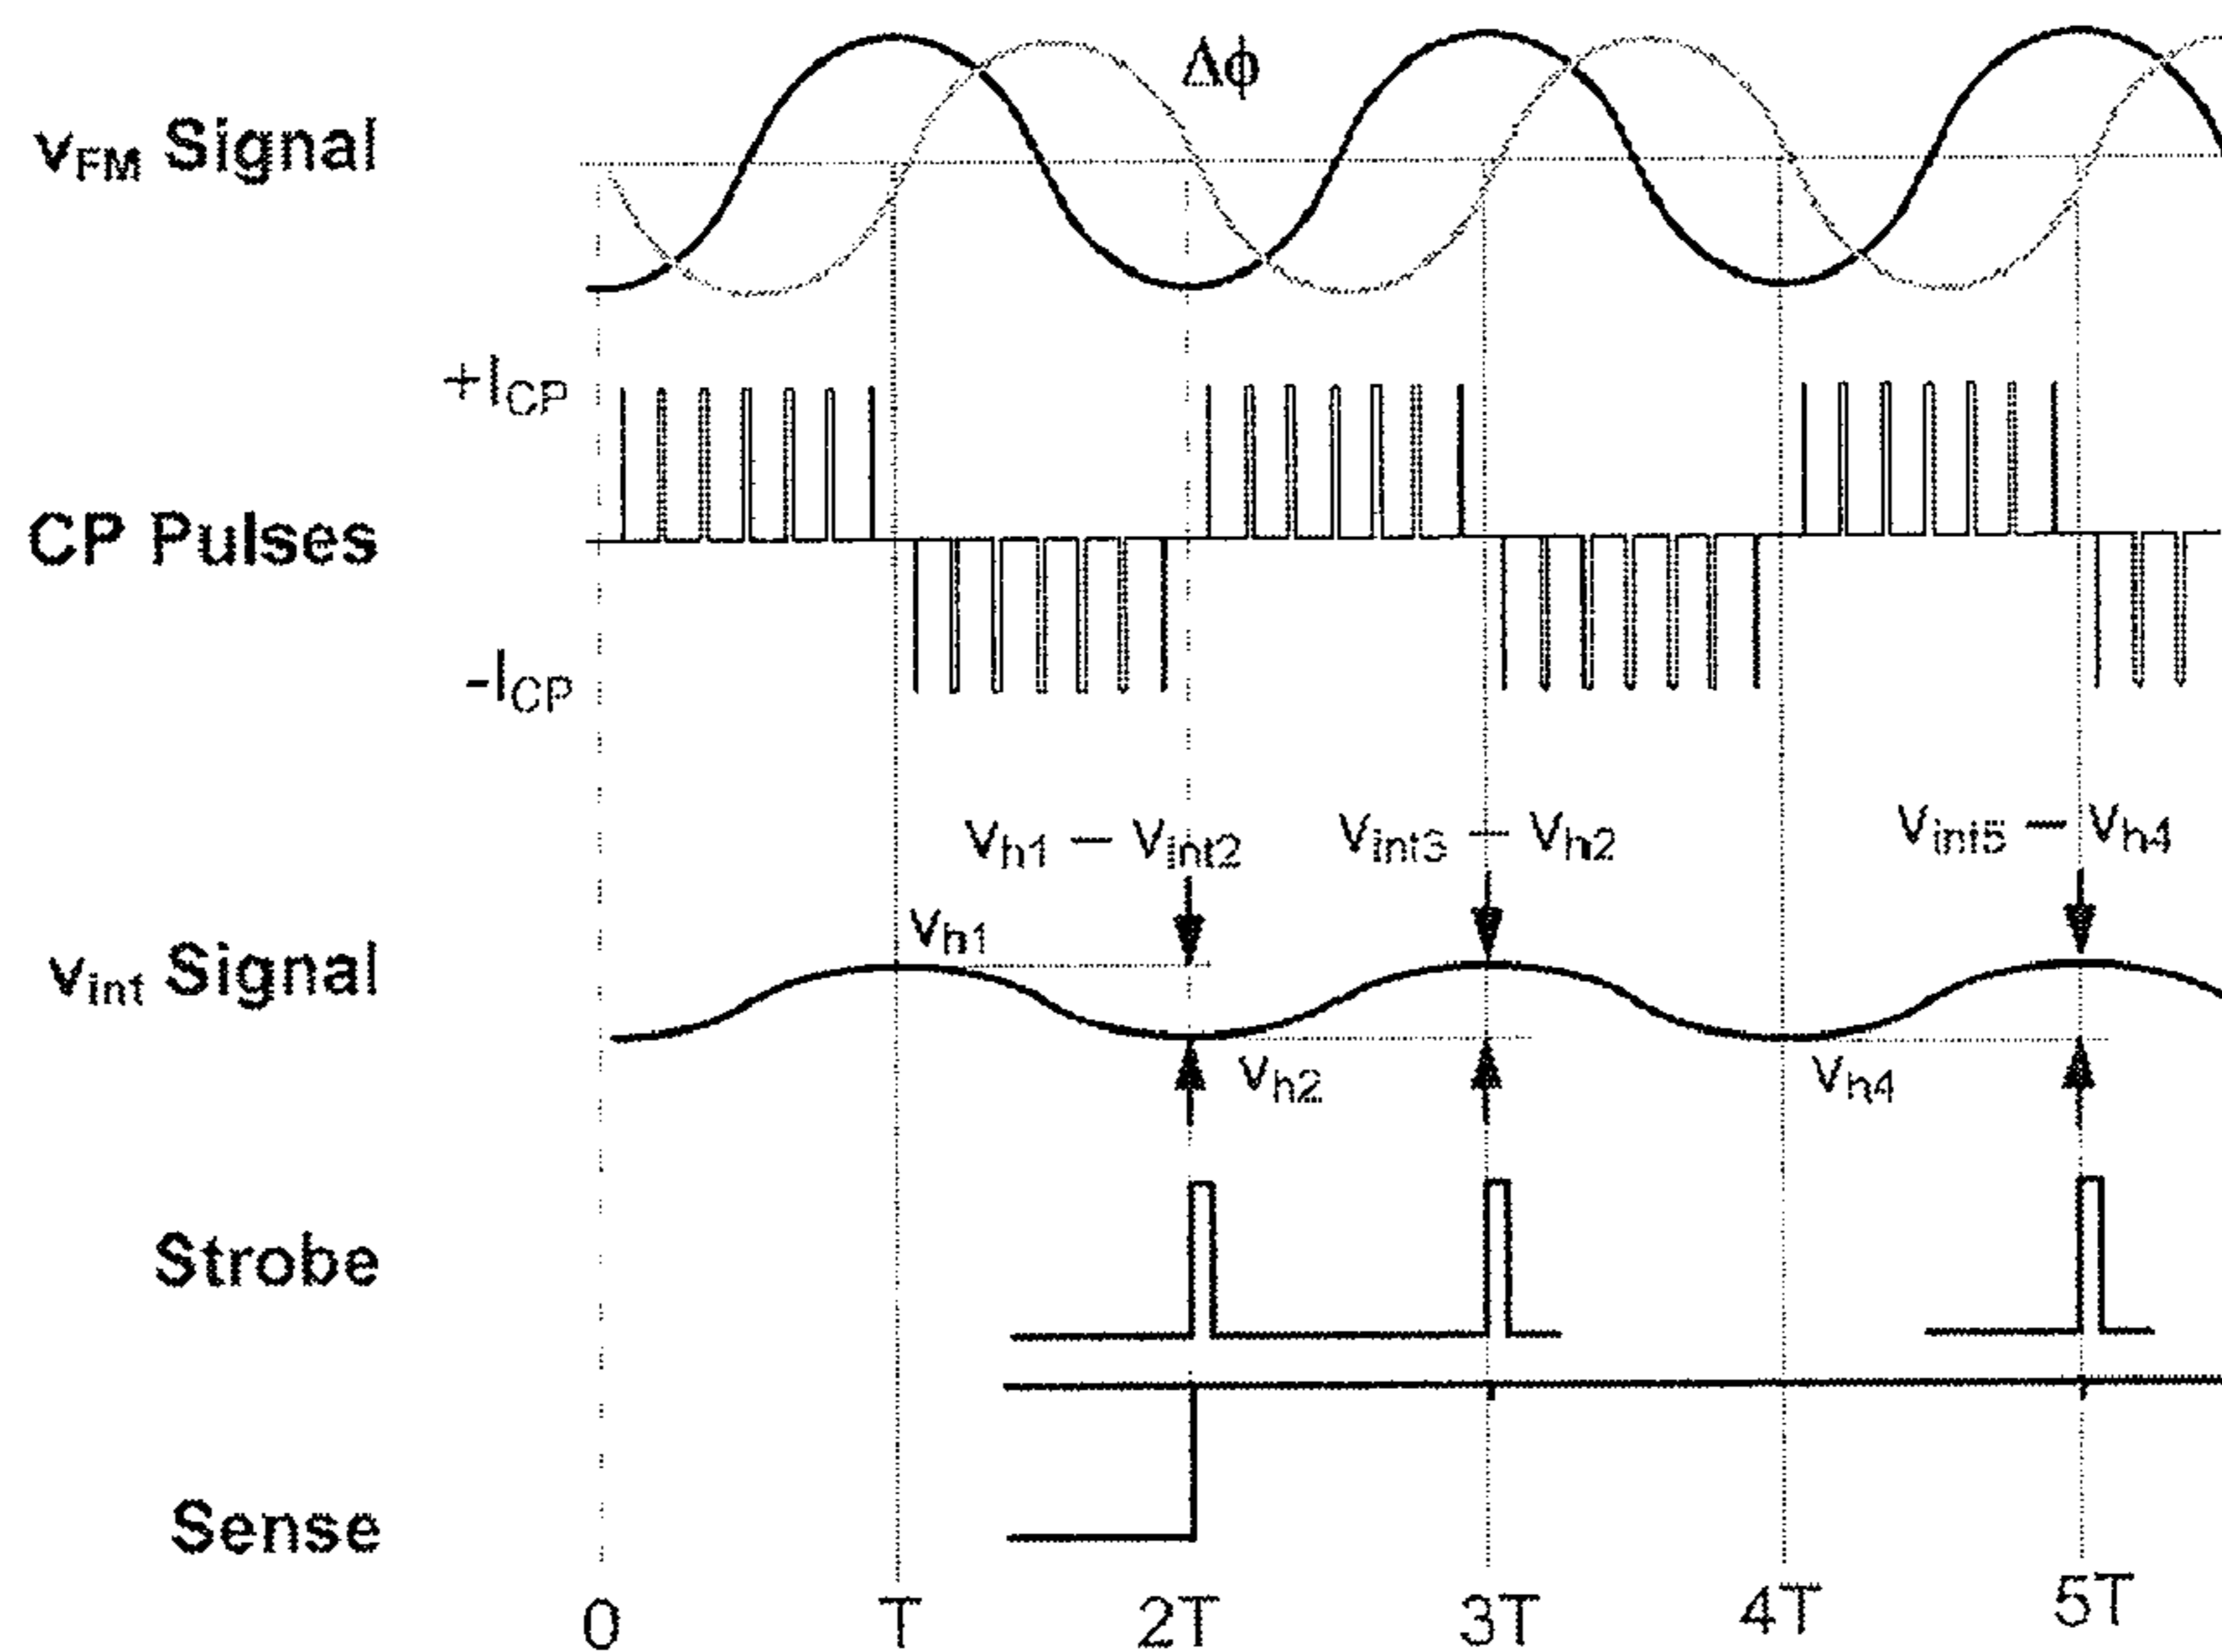 Δϕ
vFM Signal
+ICP
CP Pulses
-ICP
vh1 – vint2
vint3 – vh2
vint5 – vh4
vh1
vint Signal
vh2
vh4
Strobe
Sense
0 T 2T 3T 4T 5T